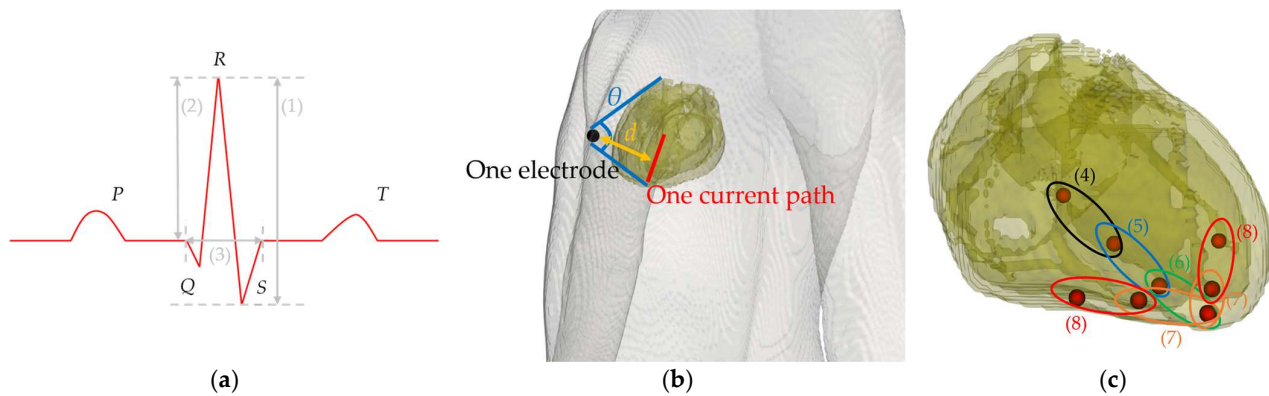 R
(2)
(1)
P
T
(3)
Q
S
(a)
θ
d
One electrode
One current path
(b)
(4)
(5)
(8)
(6)
(7)
(8)
(7)
(c)